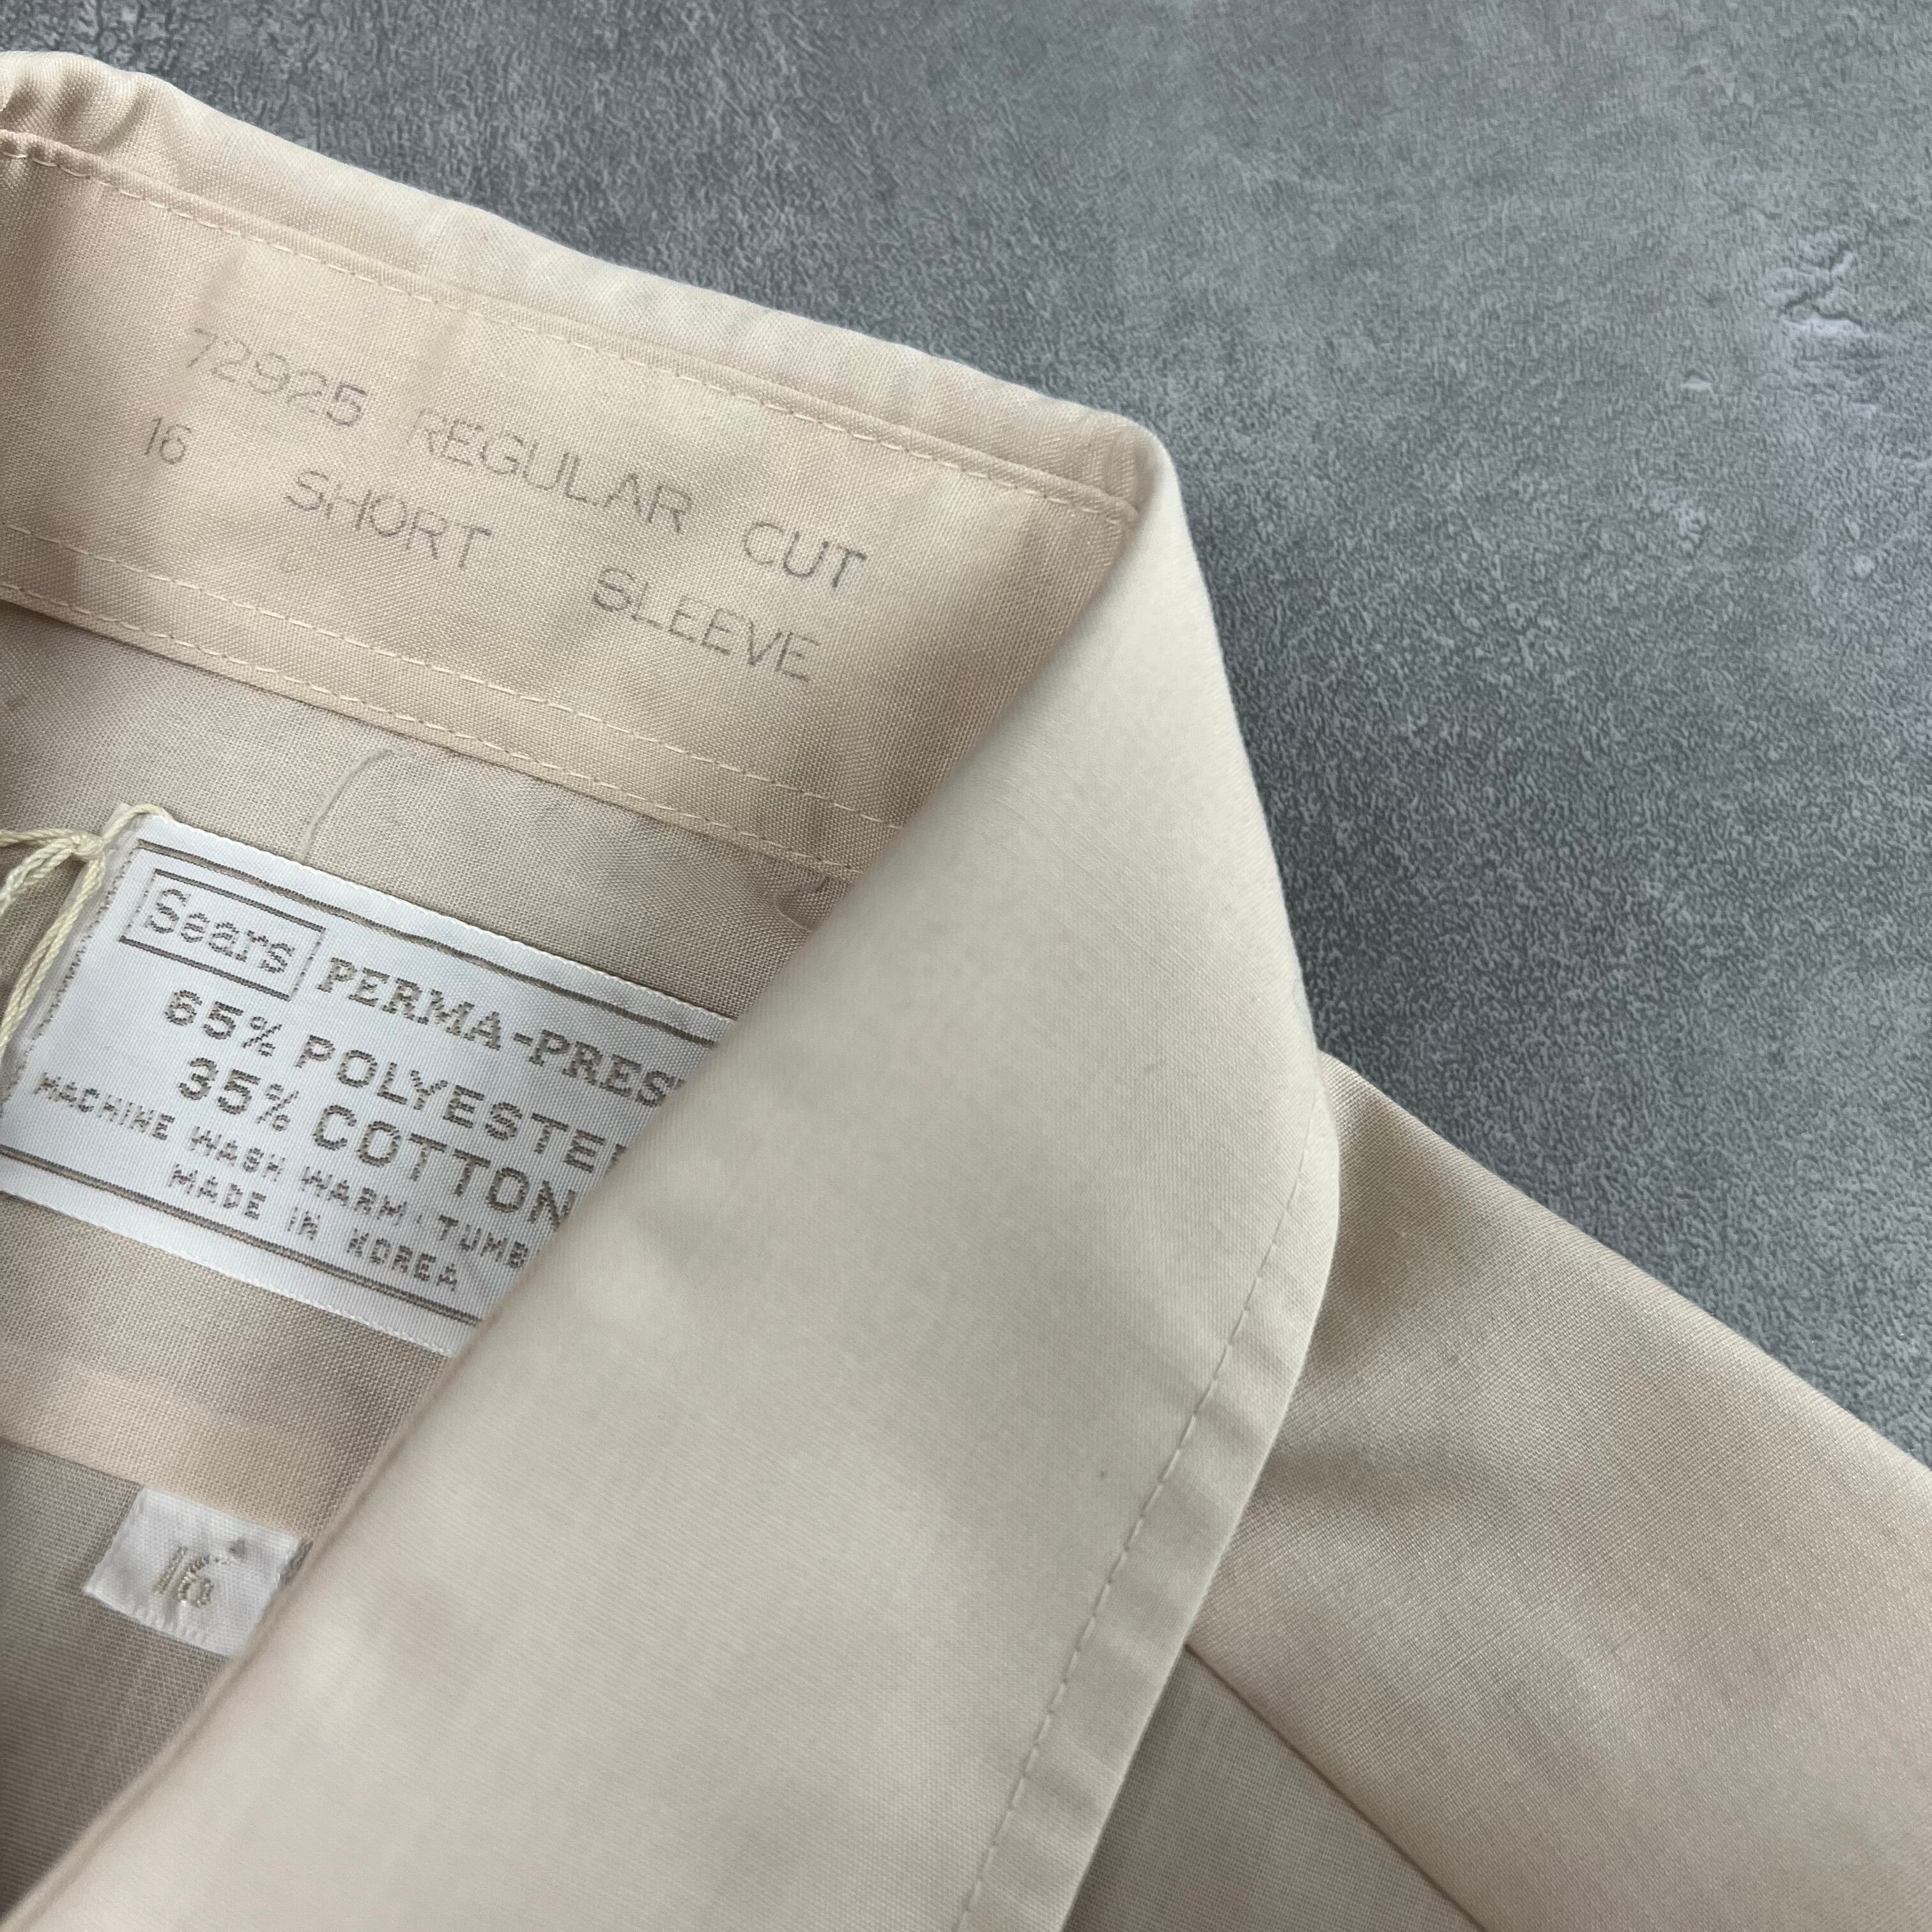 72925 REGULAR CUT
16 SHORT SLEEVE
Sears PERMA-PRES
65% POLYESTE
35% COTTON
MACHINE WASH WARM · TUMB
MADE IN KOREA
16